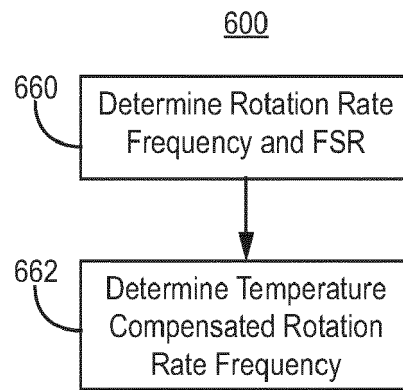 600
660
Determine Rotation Rate
Frequency and FSR
662
Determine Temperature
Compensated Rotation
Rate Frequency